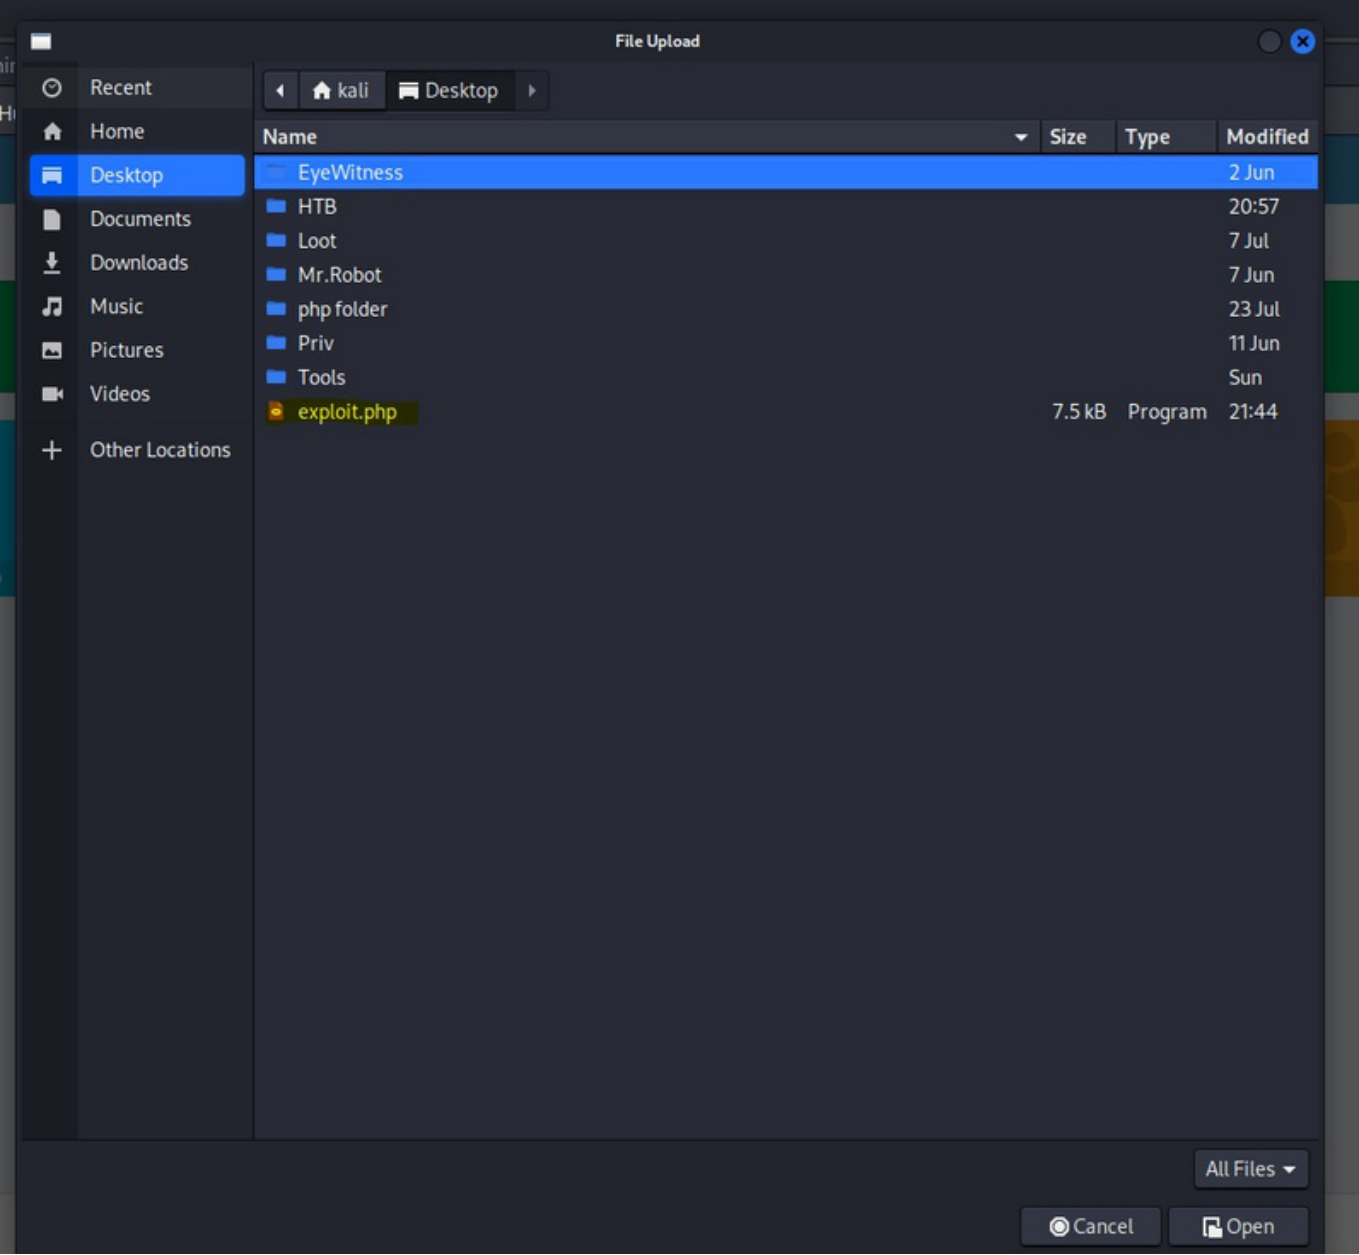 File Upload
Recent
Home
Desktop
Documents
Downloads
Music
Pictures
Videos
Other Locations
kali Desktop
Name Size Type Modified
EyeWitness 2 Jun
HTB 20:57
Loot 7 Jul
Mr.Robot 7 Jun
php folder 23 Jul
Priv 11 Jun
Tools Sun
exploit.php 7.5 kB Program 21:44
All Files
Cancel Open